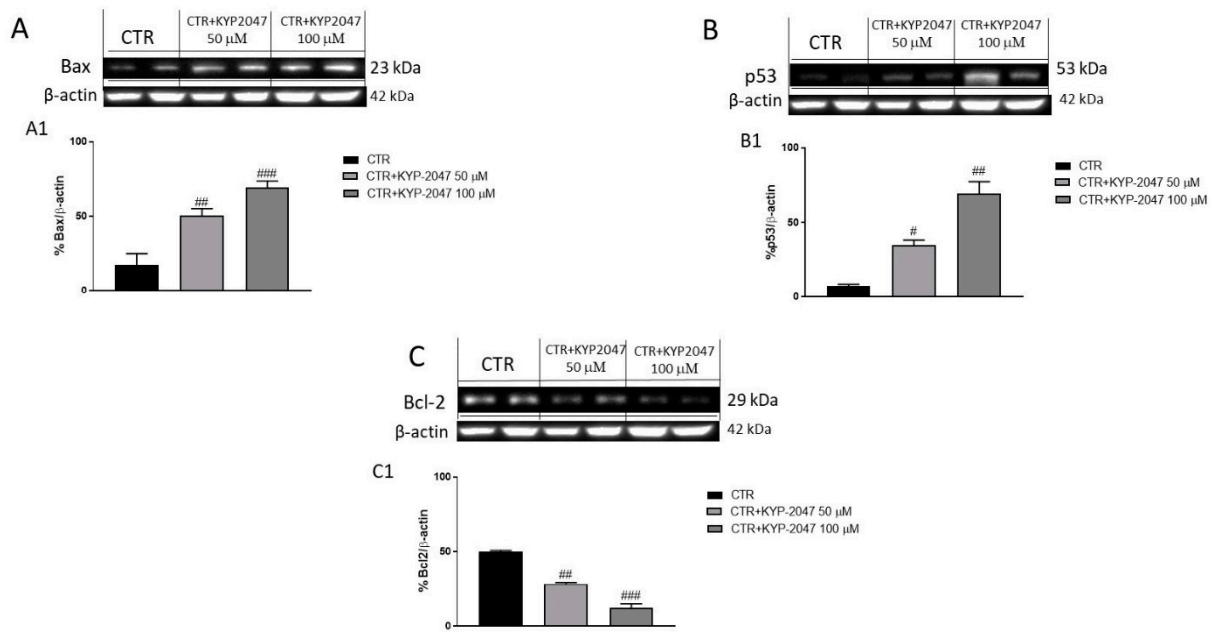 A
CTR
CTR+KYP2047
50 μM
CTR+KYP2047
100 μM
Bax
23 kDa
β-actin
42 kDa
A1
% Bax/β-actin
100
50
0
##
###
CTR
CTR+KYP-2047 50 μM
CTR+KYP-2047 100 μM
B
CTR
CTR+KYP2047
50 μM
CTR+KYP2047
100 μM
p53
53 kDa
β-actin
42 kDa
B1
%p53/β-actin
100
50
0
#
##
CTR
CTR+KYP-2047 50 μM
CTR+KYP-2047 100 μM
C
CTR
CTR+KYP2047
50 μM
CTR+KYP2047
100 μM
Bcl-2
29 kDa
β-actin
42 kDa
C1
% Bcl2/β-actin
100
50
0
##
###
CTR
CTR+KYP-2047 50 μM
CTR+KYP-2047 100 μM